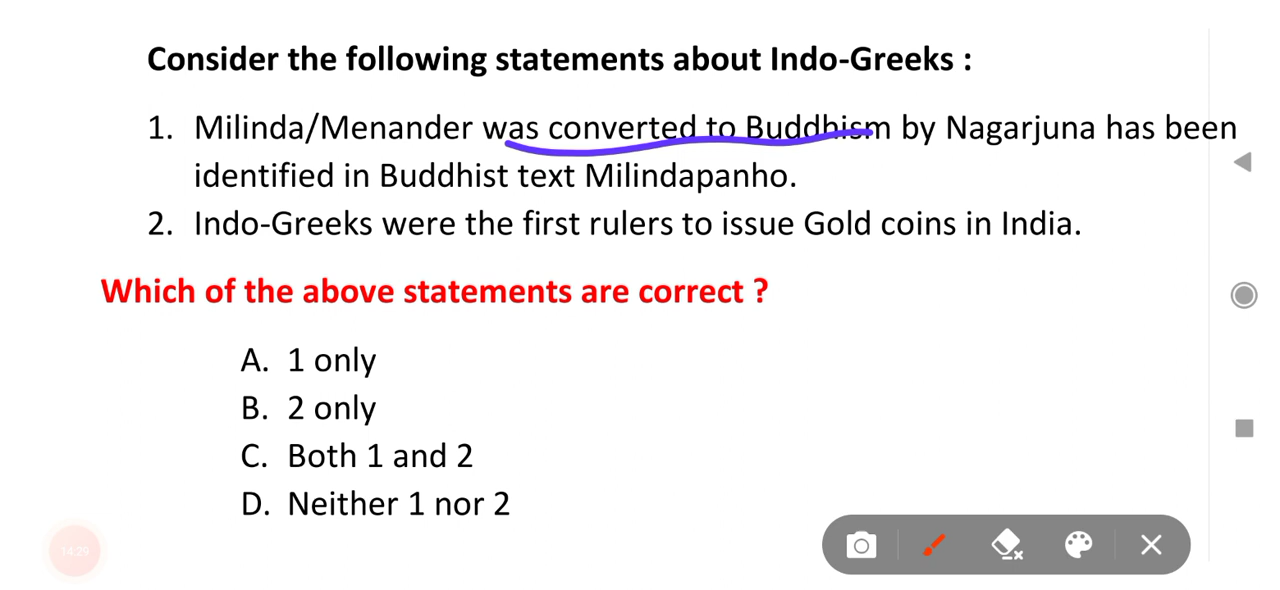 Consider the following statements about Indo-Greeks :
1. Milinda/Menander was converted to Buddhism by Nagarjuna has been
identified in Buddhist text Milindapanho.
2. Indo-Greeks were the first rulers to issue Gold coins in India.
Which of the above statements are correct ?
A. 1 only
B. 2 only
C. Both 1 and 2
D. Neither 1 nor 2
14:29